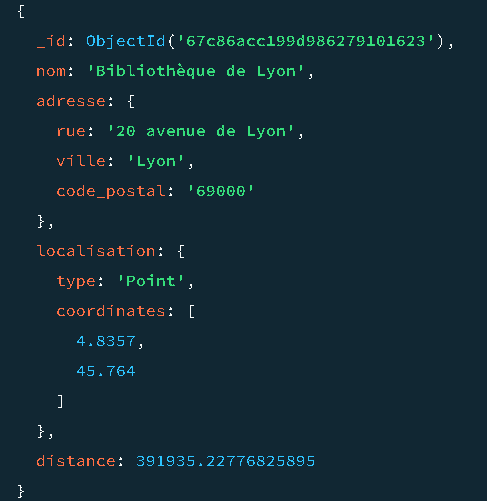 {
  _id: ObjectId('67c86acc199d986279101623'),
  nom: 'Bibliothèque de Lyon',
  adresse: {
    rue: '20 avenue de Lyon',
    ville: 'Lyon',
    code_postal: '69000'
  },
  localisation: {
    type: 'Point',
    coordinates: [
      4.8357,
      45.764
    ]
  },
  distance: 391935.22776825895
}